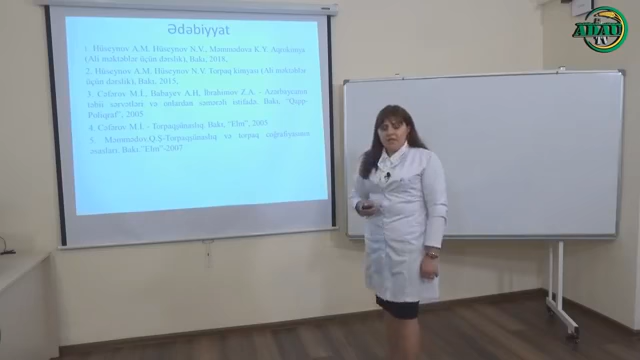 Ədəbiyyat
1. Hüseynov A.M. Hüseynov N.V., Məmmədova K.Y. Aqrokimya
(Ali məktəblər üçün dərslik), Bakı, 2018,
2. Hüseynov A.M. Hüseynov N.V. Torpaq kimyası (Ali məktəblər
üçün dərslik), Bakı, 2015,
3. Cəfərov M.İ., Babayev A.H, İbrahimov Z.A. - Azərbaycanın
təbii sərvətləri və onlardan səmərəli istifadə. Bakı, "Qapp-
Poliqraf", 2005
4. Cəfərov M.İ. - Torpaqşünaslıq. Bakı, "Elm", 2005
5. Məmmədov.Q.Ş-Torpaqşünaslıq və torpaq coğrafiyasının
əsasları. Bakı."Elm"-2007
ADAU
TV